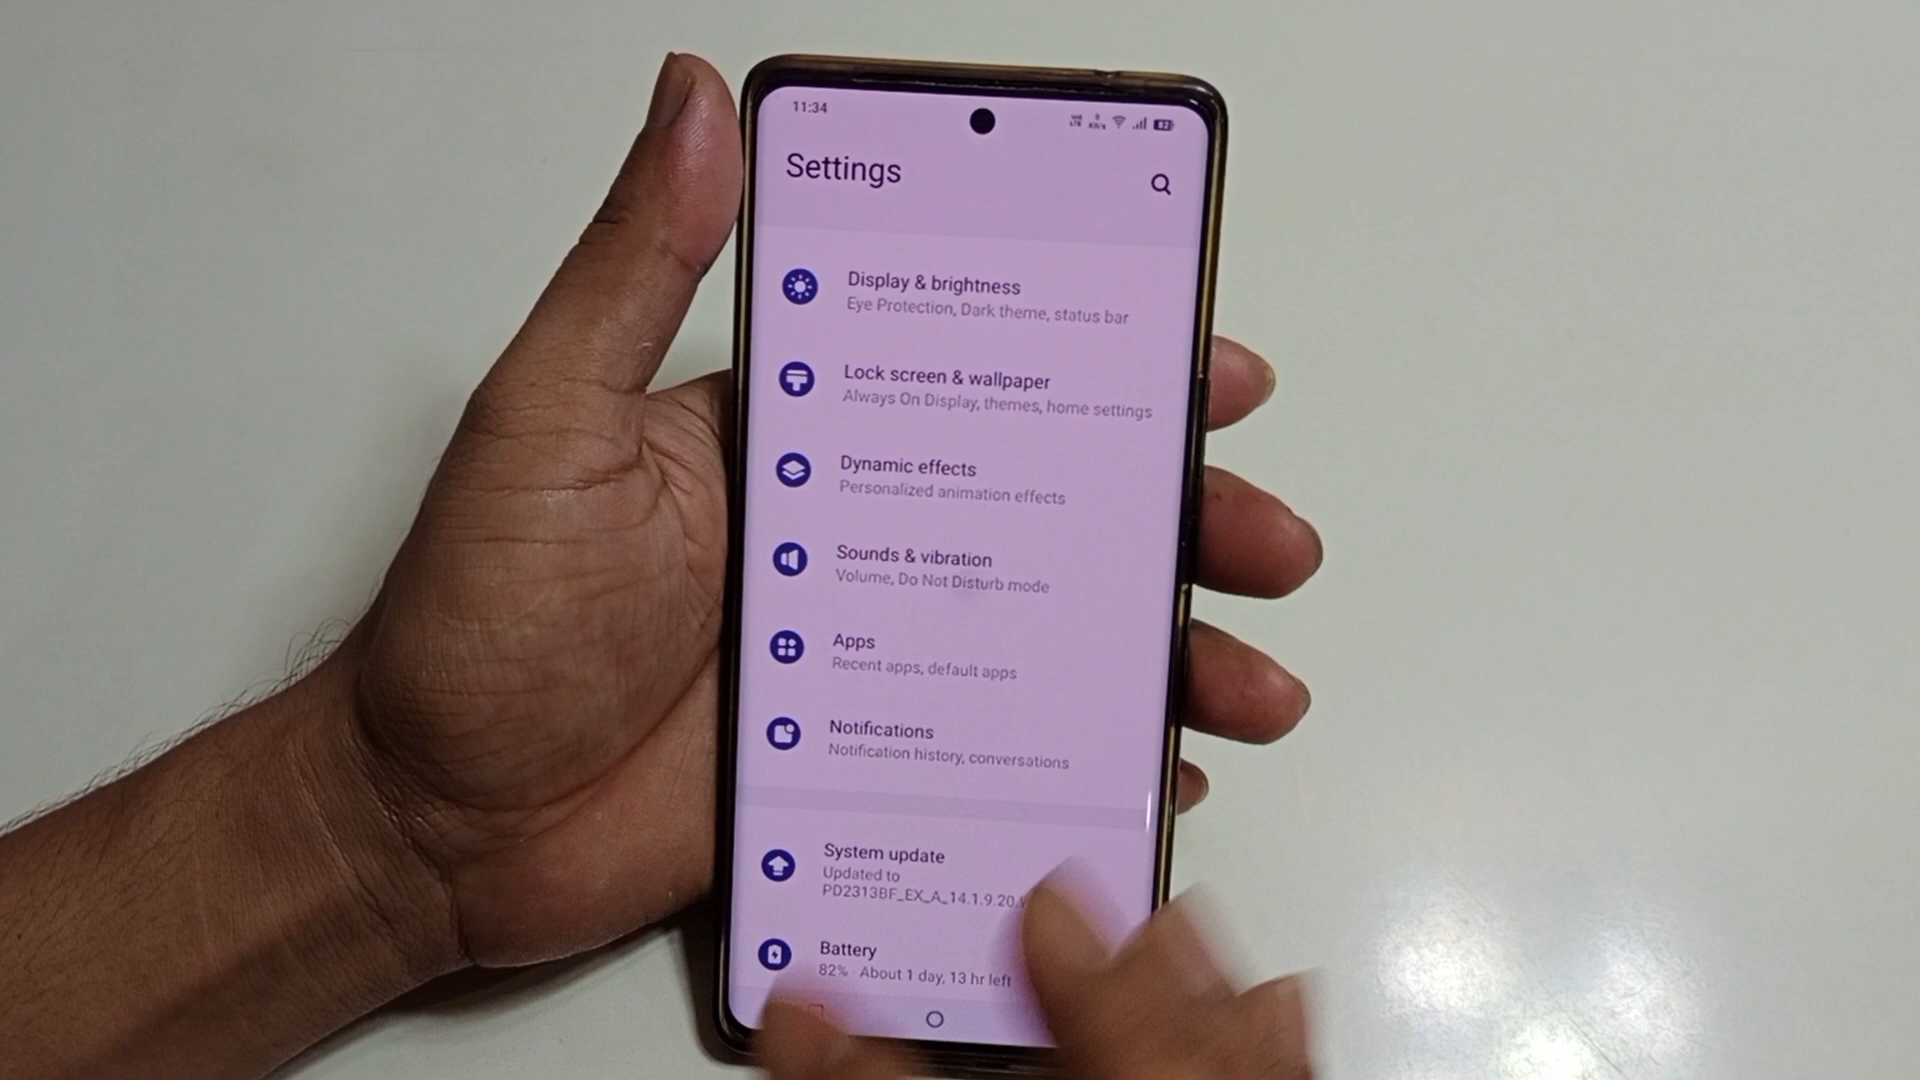 11:34
82
Settings
Display & brightness
Eye Protection, Dark theme, status bar
Lock screen & wallpaper
Always On Display, themes, home settings
Dynamic effects
Personalized animation effects
Sounds & vibration
Volume, Do Not Disturb mode
Apps
Recent apps, default apps
Notifications
Notification history, conversations
System update
Updated to
PD2313BF_EX_A_14.1.9.20.
Battery
82% · About 1 day, 13 hr left